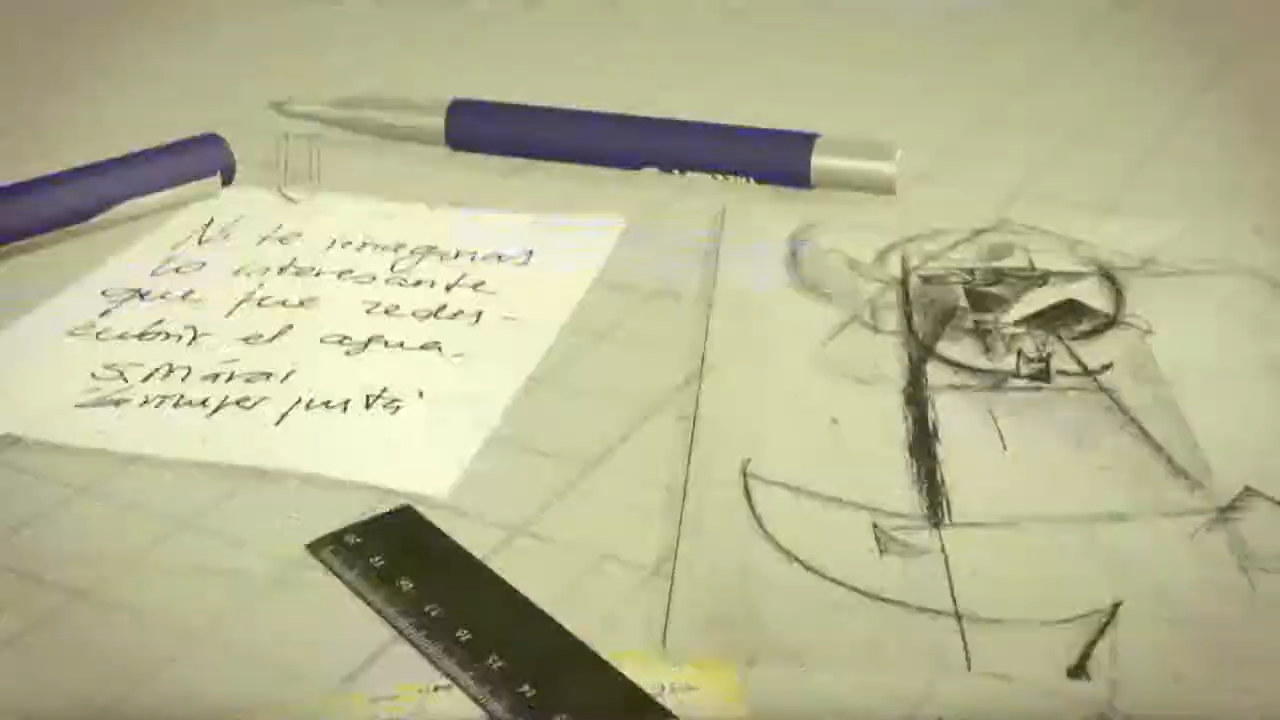 No te imaginas
lo interesante
que fue redes-
cubrir el agua.
S. Márai
La mujer justa